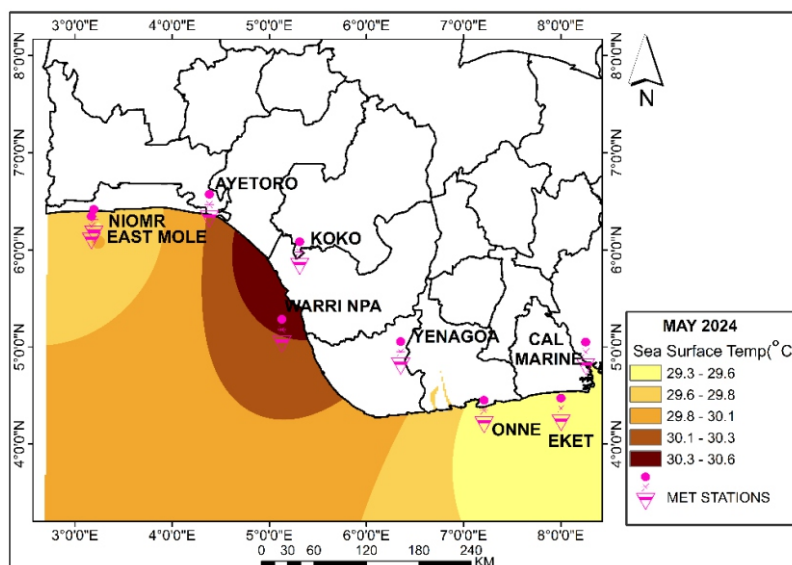 3°0'0"E 4°0'0"E 5°0'0"E 6°0'0"E 7°0'0"E 8°0'0"E
8°0'0"N
7°0'0"N
6°0'0"N
5°0'0"N
4°0'0"N
8°0'0"N
7°0'0"N
6°0'0"N
5°0'0"N
4°0'0"N
N
AYETORO
NIOMR
EAST MOLE
KOKO
WARRI NPA
YENAGOA
CAL
MARINE
ONNE
EKET
MAY 2024
Sea Surface Temp(°C
29.3 - 29.6
29.6 - 29.8
29.8 - 30.1
30.1 - 30.3
30.3 - 30.6
MET STATIONS
3°0'0"E 4°0'0"E 5°0'0"E 6°0'0"E 7°0'0"E 8°0'0"E
0 30 60 120 180 240
KM